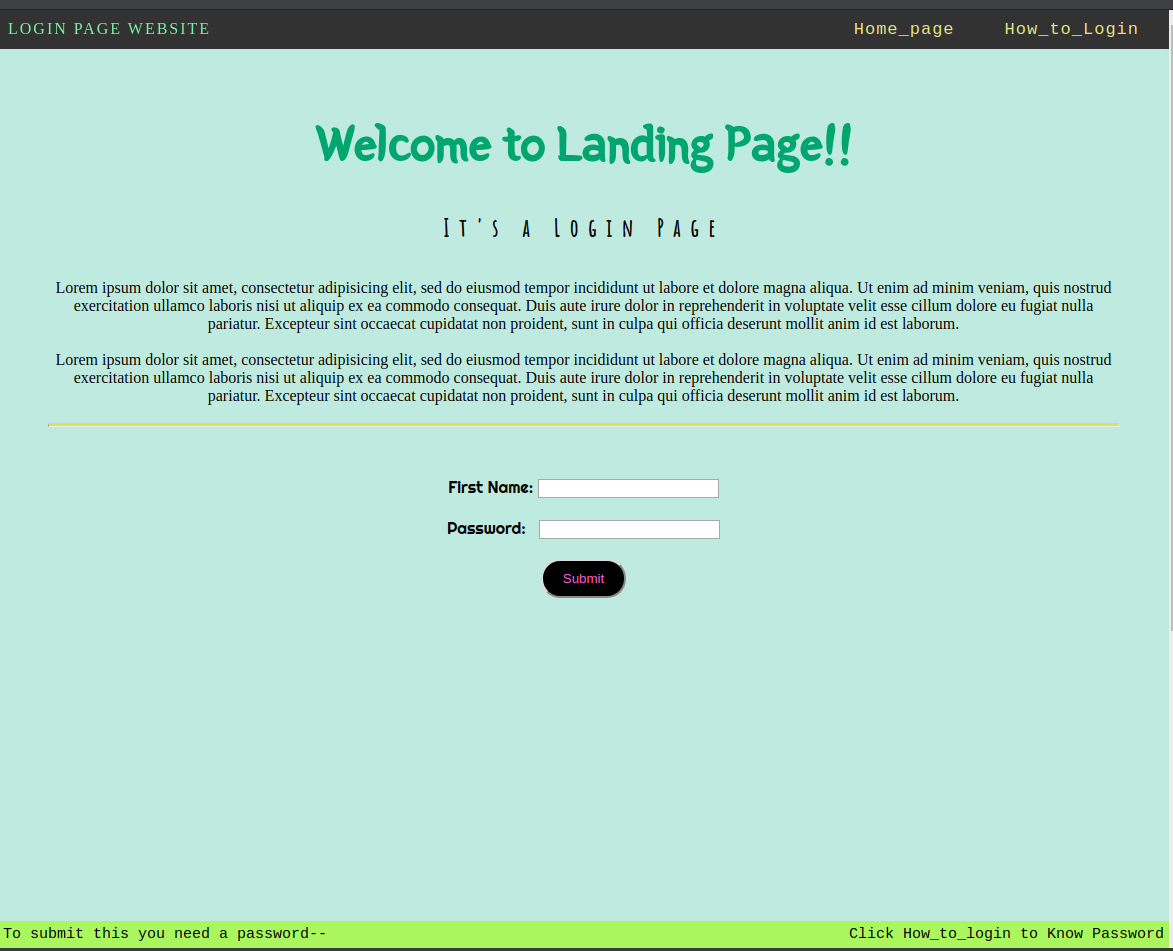 LOGIN PAGE WEBSITE Home_page How_to_Login
Welcome to Landing Page!!
It's a Login Page
Lorem ipsum dolor sit amet, consectetur adipisicing elit, sed do eiusmod tempor incididunt ut labore et dolore magna aliqua. Ut enim ad minim veniam, quis nostrud
exercitation ullamco laboris nisi ut aliquip ex ea commodo consequat. Duis aute irure dolor in reprehenderit in voluptate velit esse cillum dolore eu fugiat nulla
pariatur. Excepteur sint occaecat cupidatat non proident, sunt in culpa qui officia deserunt mollit anim id est laborum.
Lorem ipsum dolor sit amet, consectetur adipisicing elit, sed do eiusmod tempor incididunt ut labore et dolore magna aliqua. Ut enim ad minim veniam, quis nostrud
exercitation ullamco laboris nisi ut aliquip ex ea commodo consequat. Duis aute irure dolor in reprehenderit in voluptate velit esse cillum dolore eu fugiat nulla
pariatur. Excepteur sint occaecat cupidatat non proident, sunt in culpa qui officia deserunt mollit anim id est laborum.
First Name:
Password:
Submit
To submit this you need a password-- Click How_to_login to Know Password